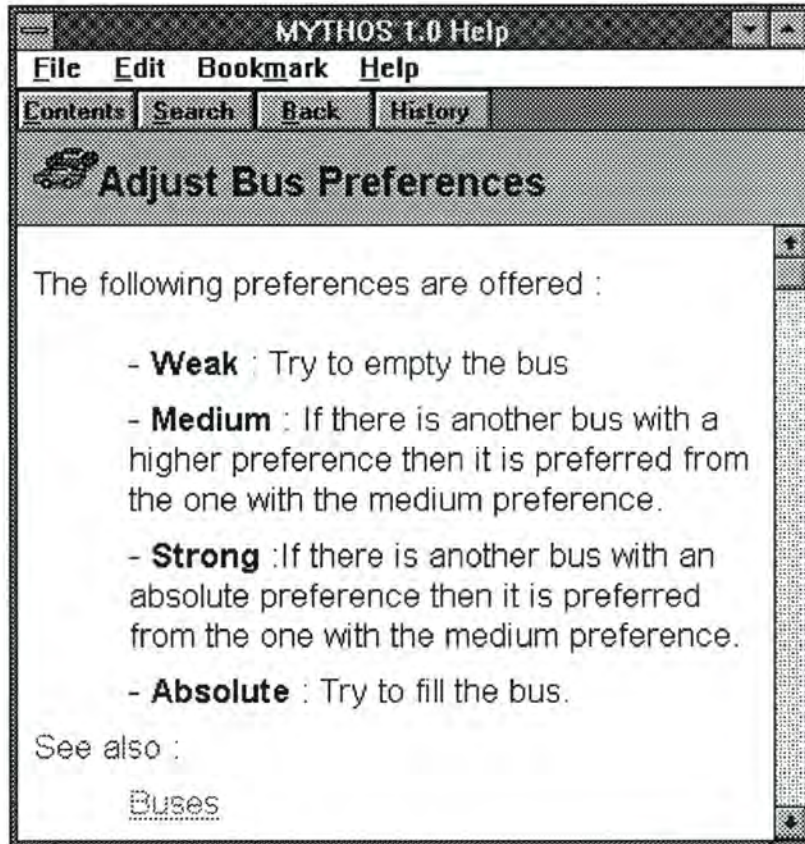 MYTHOS 1.0 Help
File Edit Bookmark Help
Contents Search Back History
Adjust Bus Preferences
The following preferences are offered :
- Weak : Try to empty the bus
- Medium : If there is another bus with a
higher preference then it is preferred from
the one with the medium preference.
- Strong :If there is another bus with an
absolute preference then it is preferred
from the one with the medium preference.
- Absolute : Try to fill the bus.
See also :
Buses